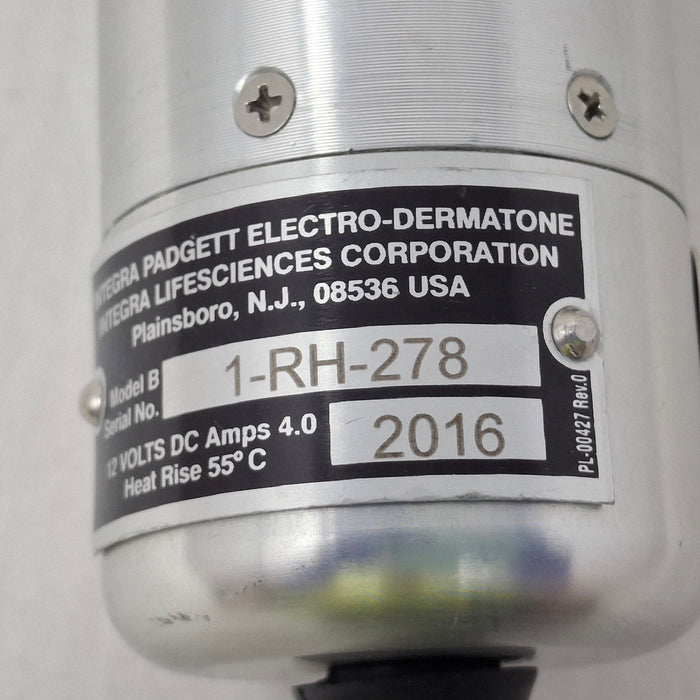 INTEGRA PADGETT ELECTRO-DERMATONE
INTEGRA LIFESCIENCES CORPORATION
Plainsboro, N.J., 08536 USA
Model B
Serial No.
1-RH-278
12 VOLTS DC Amps 4.0
Heat Rise 55° C
2016
PL-00427 Rev.0